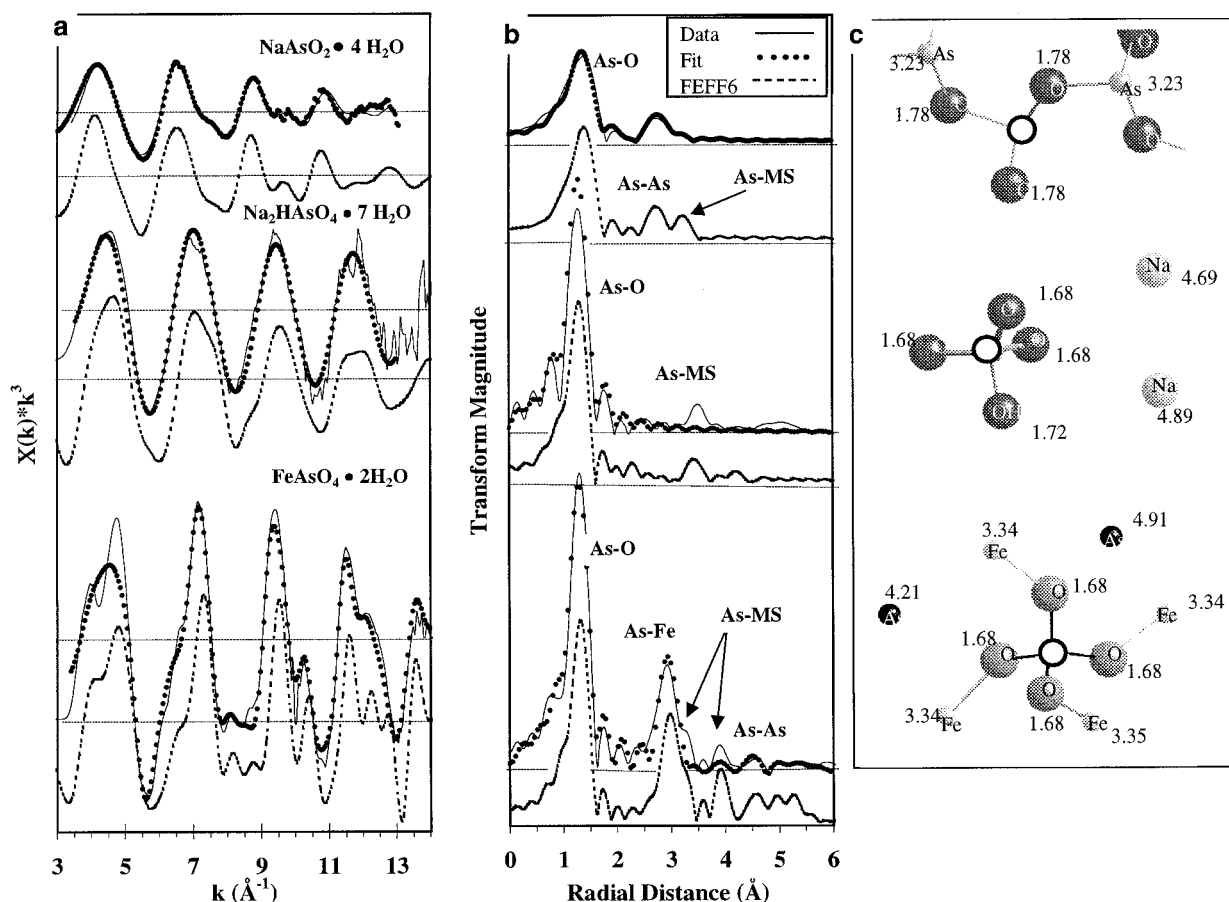 a
NaAsO₂ • 4 H₂O
Na₂HAsO₄ • 7 H₂O
FeAsO₄ • 2H₂O
X(k)*k³
3 5 7 9 11 13
k (Å⁻¹)
b
Data
Fit
FEFF6
As-O
As-As
As-MS
As-O
As-MS
As-O
As-Fe
As-MS
As-As
Transform Magnitude
0 1 2 3 4 5 6
Radial Distance (Å)
c
1.78
O
3.23
As
O
As
3.23
1.78
1.78
Na
4.69
1.68
1.68
1.68
Na
4.89
OH
1.72
4.91
3.34
A
Fe
4.21
O
1.68
Fe
3.34
A
1.68
O
O
1.68
O
3.34
Fe
1.68
Fe
3.35